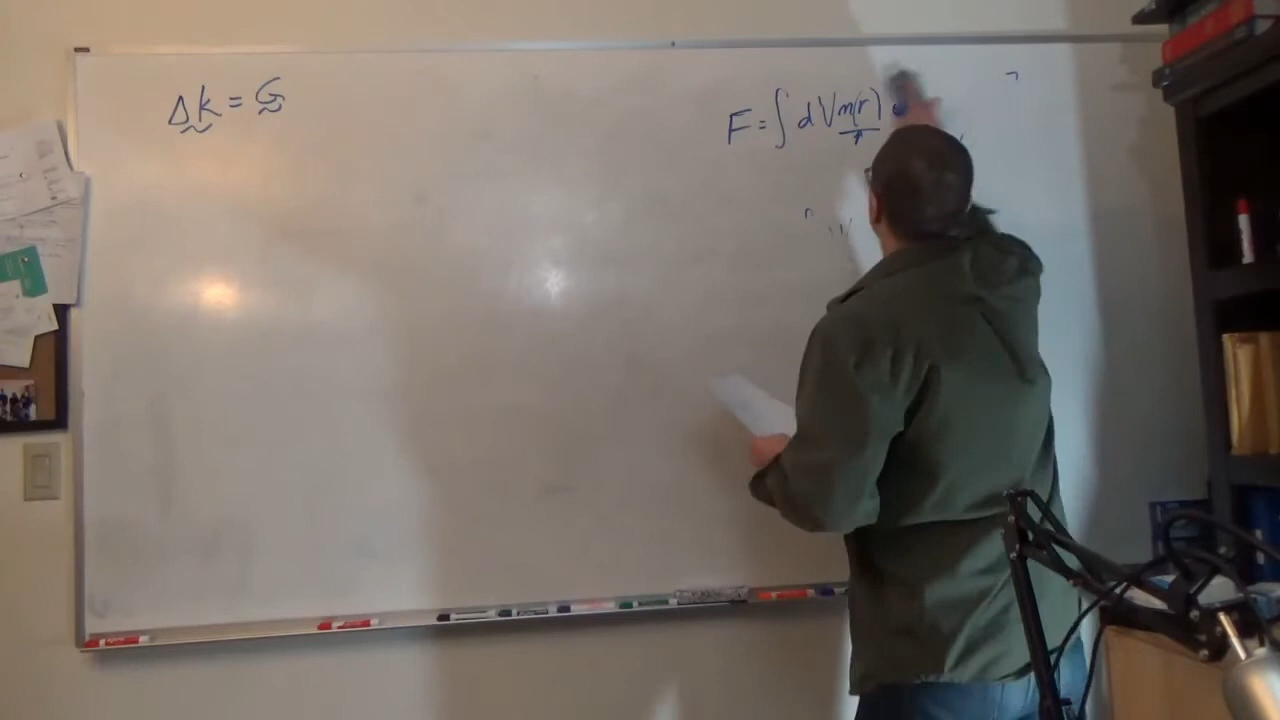 Δk = G
F = ∫ dV n(r)